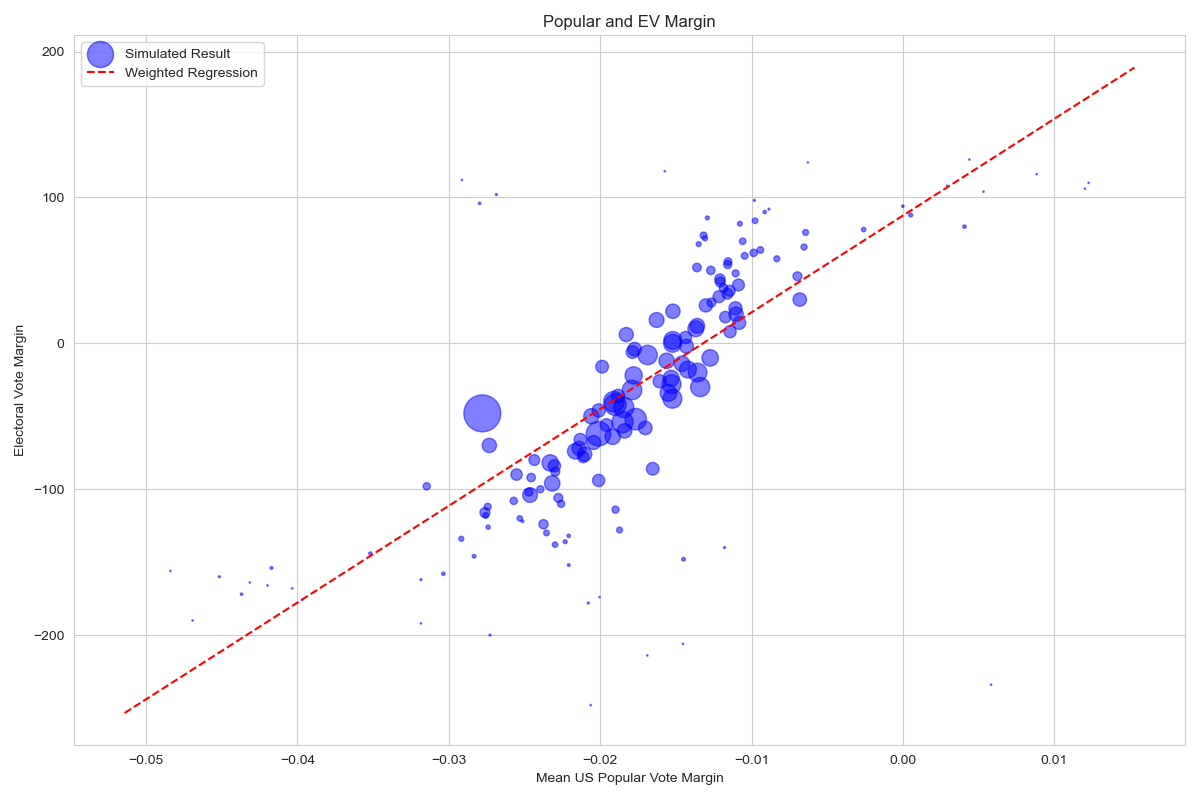 Popular and EV Margin
Simulated Result
Weighted Regression
Electoral Vote Margin
200
100
0
−100
−200
−0.05
−0.04
−0.03
−0.02
−0.01
0.00
0.01
Mean US Popular Vote Margin